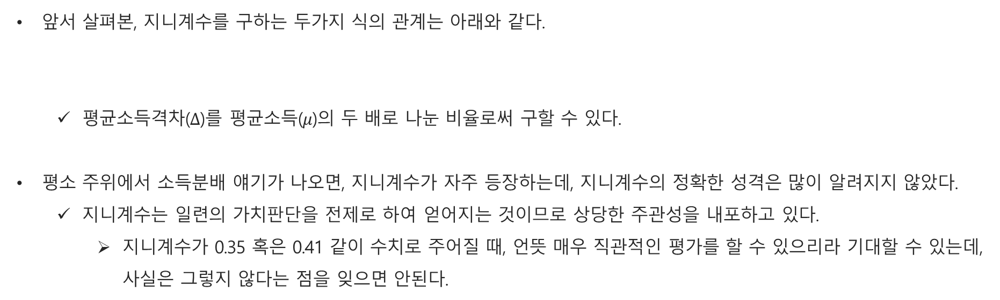 • 앞서 살펴본, 지니계수를 구하는 두가지 식의 관계는 아래와 같다.
✓ 평균소득격차(Δ)를 평균소득(μ)의 두 배로 나눈 비율로써 구할 수 있다.
• 평소 주위에서 소득분배 얘기가 나오면, 지니계수가 자주 등장하는데, 지니계수의 정확한 성격은 많이 알려지지 않았다.
✓ 지니계수는 일련의 가치판단을 전제로 하여 얻어지는 것이므로 상당한 주관성을 내포하고 있다.
➢ 지니계수가 0.35 혹은 0.41 같이 수치로 주어질 때, 언뜻 매우 직관적인 평가를 할 수 있으리라 기대할 수 있는데,
사실은 그렇지 않다는 점을 잊으면 안된다.